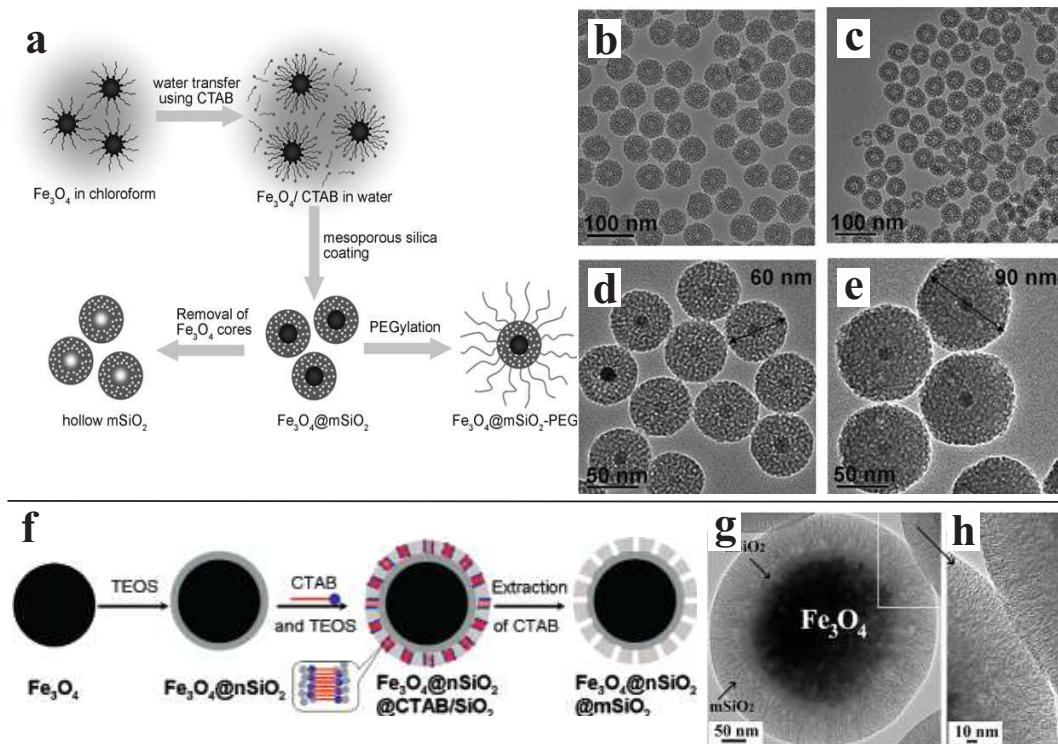 a
water transfer
using CTAB
Fe₃O₄ in chloroform
Fe₃O₄/ CTAB in water
mesoporous silica
coating
Removal of
Fe₃O₄ cores
PEGylation
hollow mSiO₂
Fe₃O₄@mSiO₂
Fe₃O₄@mSiO₂-PEG
b
100 nm
c
100 nm
d
60 nm
50 nm
e
90 nm
50 nm
f
TEOS
CTAB
and TEOS
Extraction
of CTAB
Fe₃O₄
Fe₃O₄@nSiO₂
Fe₃O₄@nSiO₂
@CTAB/SiO₂
Fe₃O₄@nSiO₂
@mSiO₂
g
Fe₃O₄
mSiO₂
50 nm
h
10 nm